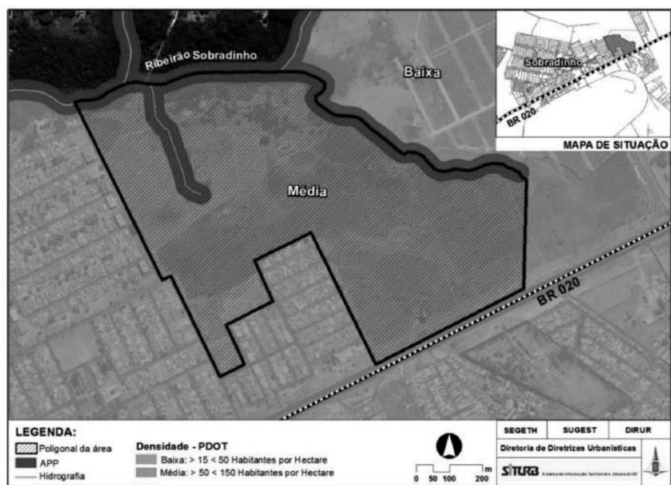 Ribeirão Sobradinho
Baixa
Média
BR 020
Sobradinho
BR 020
MAPA DE SITUAÇÃO
LEGENDA:
Poligonal da área
APP
Hidrografia
Densidade - PDOT
Baixa: > 15 < 50 Habitantes por Hectare
Média: > 50 < 150 Habitantes por Hectare
0 50 100 200
m
SEGETH SUGEST DIRUR
Diretoria de Diretrizes Urbanísticas
SITURB